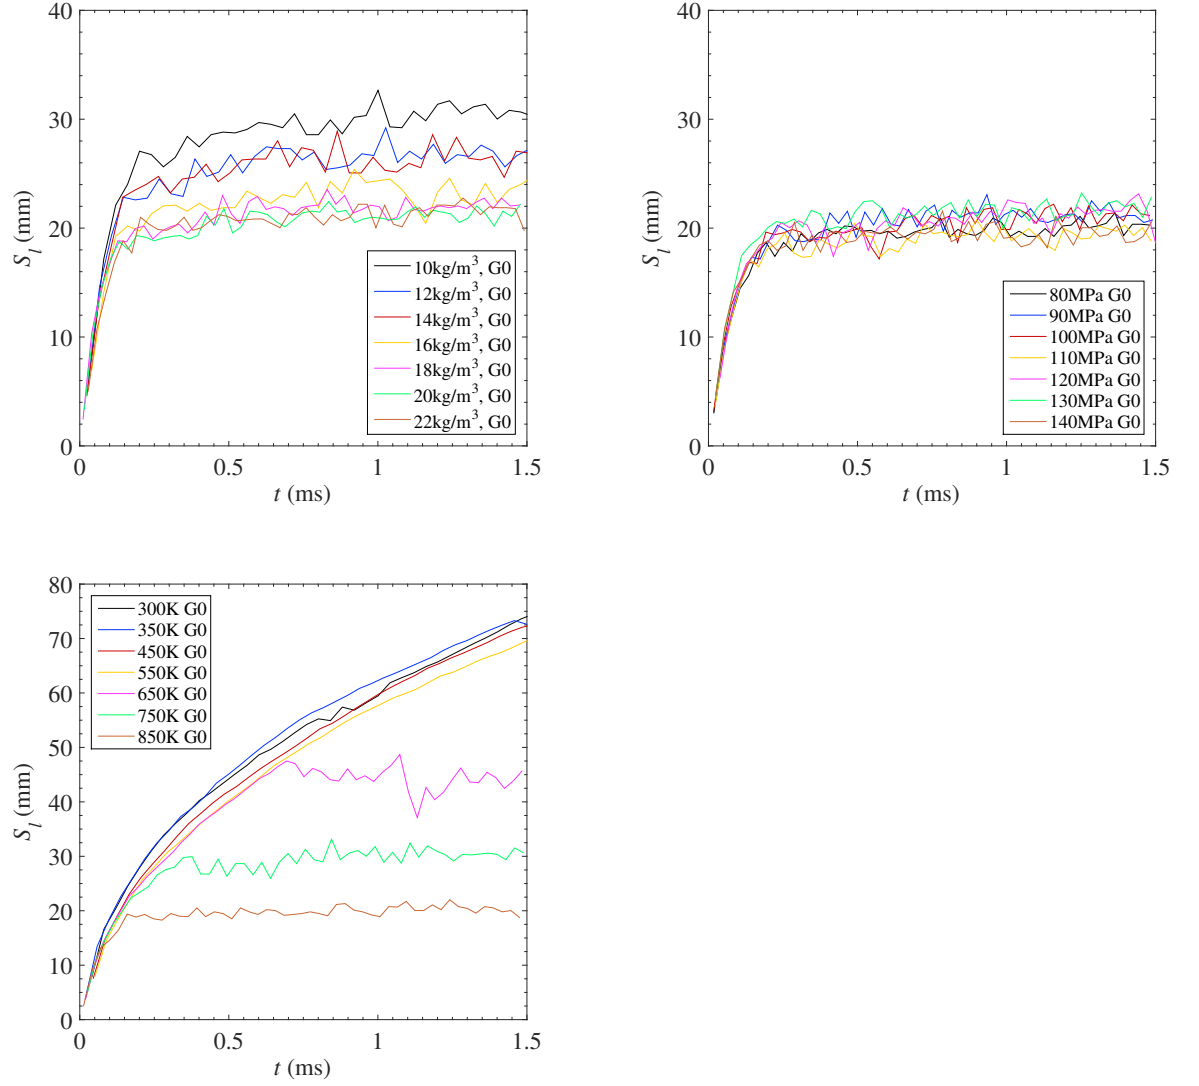 40
30
20
10
0
S_l (mm)
0 0.5 1 1.5
t (ms)
10kg/m³, G0
12kg/m³, G0
14kg/m³, G0
16kg/m³, G0
18kg/m³, G0
20kg/m³, G0
22kg/m³, G0
40
30
20
10
0
S_l (mm)
0 0.5 1 1.5
t (ms)
80MPa G0
90MPa G0
100MPa G0
110MPa G0
120MPa G0
130MPa G0
140MPa G0
80
70
60
50
40
30
20
10
0
S_l (mm)
0 0.5 1 1.5
t (ms)
300K G0
350K G0
450K G0
550K G0
650K G0
750K G0
850K G0